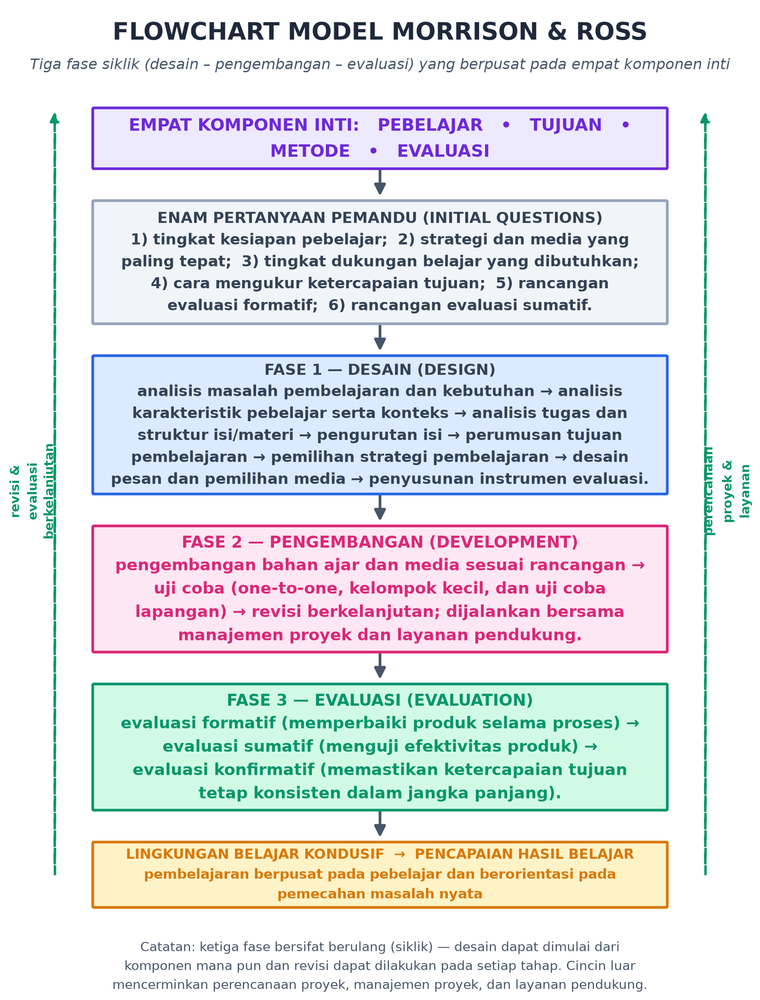 FLOWCHART MODEL MORRISON & ROSS
Tiga fase siklik (desain – pengembangan – evaluasi) yang berpusat pada empat komponen inti
EMPAT KOMPONEN INTI:   PEBELAJAR   •   TUJUAN   •
METODE   •   EVALUASI
ENAM PERTANYAAN PEMANDU (INITIAL QUESTIONS)
1) tingkat kesiapan pebelajar;  2) strategi dan media yang
paling tepat;  3) tingkat dukungan belajar yang dibutuhkan;
4) cara mengukur ketercapaian tujuan;  5) rancangan
evaluasi formatif;  6) rancangan evaluasi sumatif.
FASE 1 — DESAIN (DESIGN)
analisis masalah pembelajaran dan kebutuhan → analisis
karakteristik pebelajar serta konteks → analisis tugas dan
struktur isi/materi → pengurutan isi → perumusan tujuan
pembelajaran → pemilihan strategi pembelajaran → desain
pesan dan pemilihan media → penyusunan instrumen evaluasi.
revisi &
evaluasi
berkelanjutan
perencanaan
proyek &
layanan
FASE 2 — PENGEMBANGAN (DEVELOPMENT)
pengembangan bahan ajar dan media sesuai rancangan →
uji coba (one-to-one, kelompok kecil, dan uji coba
lapangan) → revisi berkelanjutan; dijalankan bersama
manajemen proyek dan layanan pendukung.
FASE 3 — EVALUASI (EVALUATION)
evaluasi formatif (memperbaiki produk selama proses) →
evaluasi sumatif (menguji efektivitas produk) →
evaluasi konfirmatif (memastikan ketercapaian tujuan
tetap konsisten dalam jangka panjang).
LINGKUNGAN BELAJAR KONDUSIF  →  PENCAPAIAN HASIL BELAJAR
pembelajaran berpusat pada pebelajar dan berorientasi pada
pemecahan masalah nyata
Catatan: ketiga fase bersifat berulang (siklik) — desain dapat dimulai dari
komponen mana pun dan revisi dapat dilakukan pada setiap tahap. Cincin luar
mencerminkan perencanaan proyek, manajemen proyek, dan layanan pendukung.